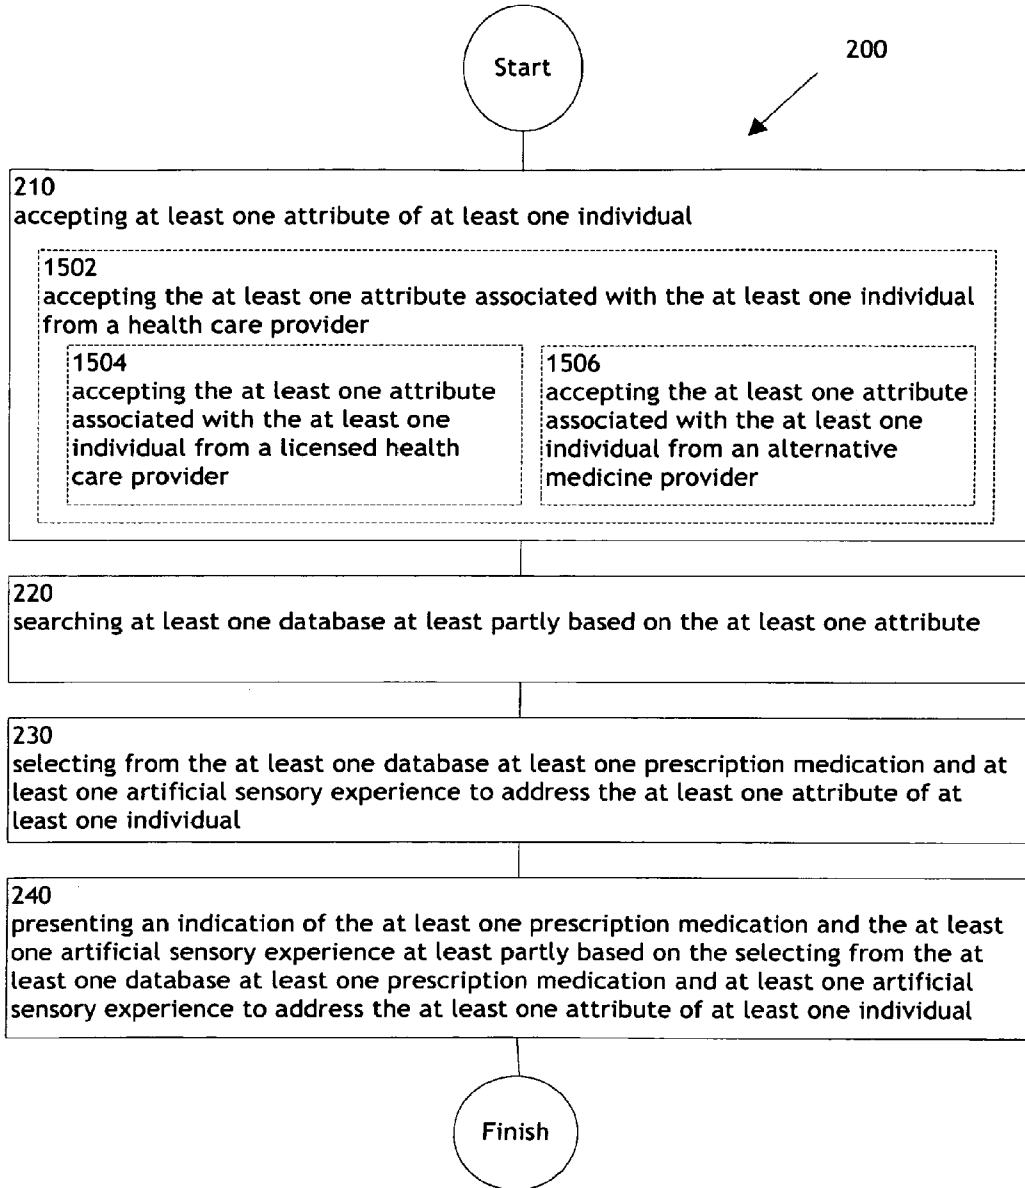 Start
200
210
accepting at least one attribute of at least one individual
1502
accepting the at least one attribute associated with the at least one individual
from a health care provider
1504
accepting the at least one attribute
associated with the at least one
individual from a licensed health
care provider
1506
accepting the at least one attribute
associated with the at least one
individual from an alternative
medicine provider
220
searching at least one database at least partly based on the at least one attribute
230
selecting from the at least one database at least one prescription medication and at
least one artificial sensory experience to address the at least one attribute of at
least one individual
240
presenting an indication of the at least one prescription medication and the at least
one artificial sensory experience at least partly based on the selecting from the at
least one database at least one prescription medication and at least one artificial
sensory experience to address the at least one attribute of at least one individual
Finish